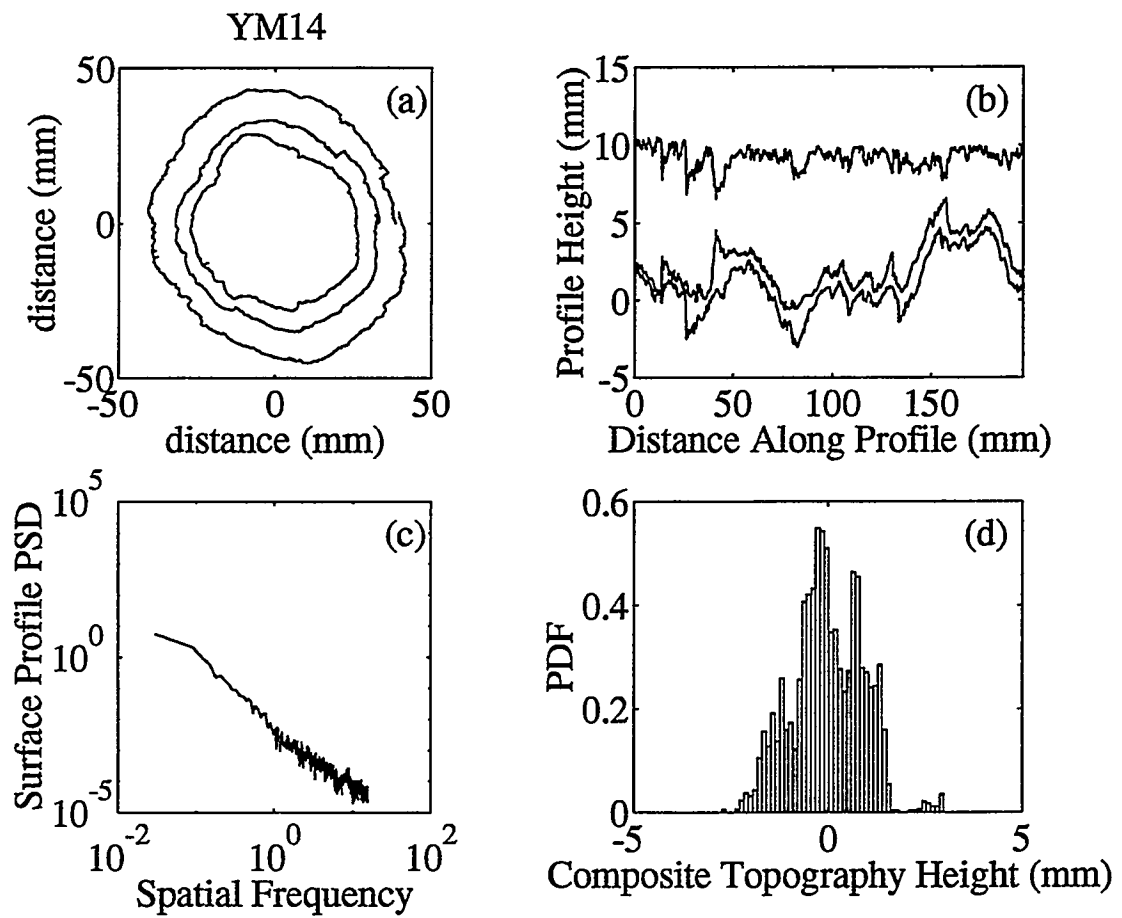 YM14
50
(a)
distance (mm)
0
-50
-50
0
50
distance (mm)
15
(b)
Profile Height (mm)
10
5
0
-5
0
50
100
150
Distance Along Profile (mm)
10^5
(c)
Surface Profile PSD
10^0
10^-5
10^-2
10^0
10^2
Spatial Frequency
0.6
(d)
0.4
PDF
0.2
0
-5
0
5
Composite Topography Height (mm)